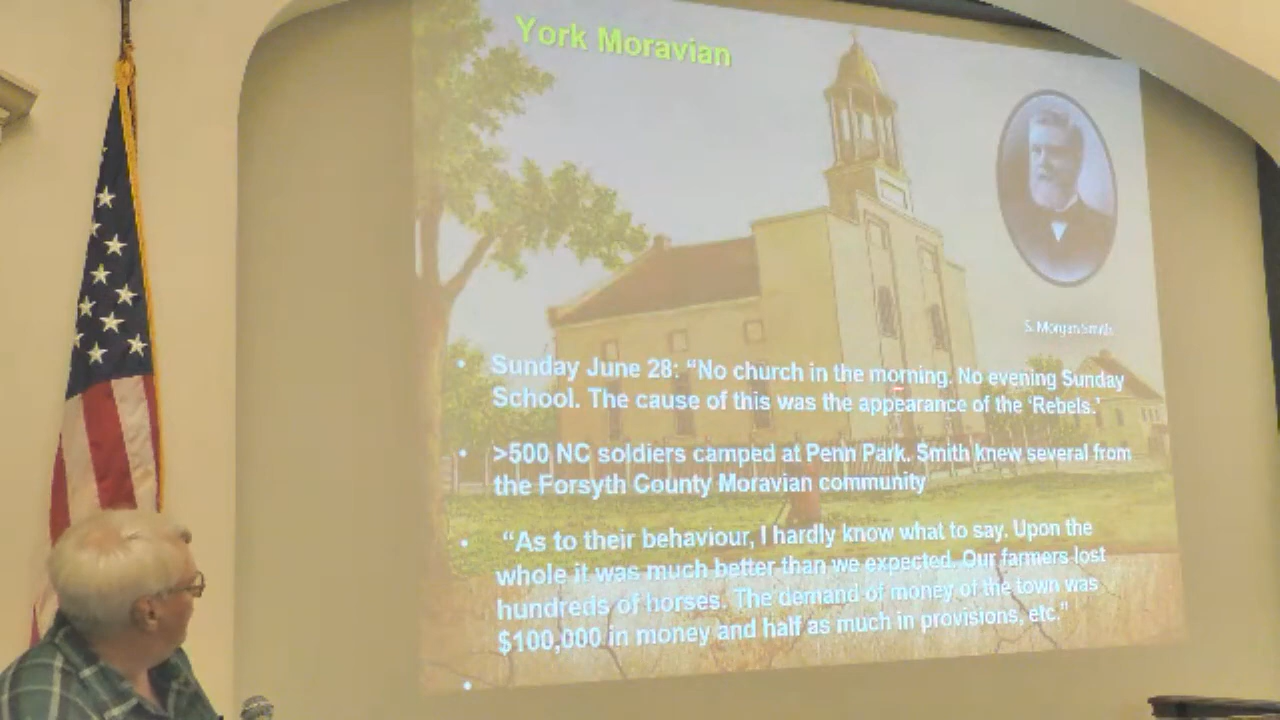 York Moravian
S. Morgan Smith
• Sunday June 28: “No church in the morning. No evening Sunday
School. The cause of this was the appearance of the ‘Rebels.’
• >500 NC soldiers camped at Penn Park. Smith knew several from
the Forsyth County Moravian community
• “As to their behaviour, I hardly know what to say. Upon the
whole it was much better than we expected. Our farmers lost
hundreds of horses. The demand of money of the town was
$100,000 in money and half as much in provisions, etc.”
•